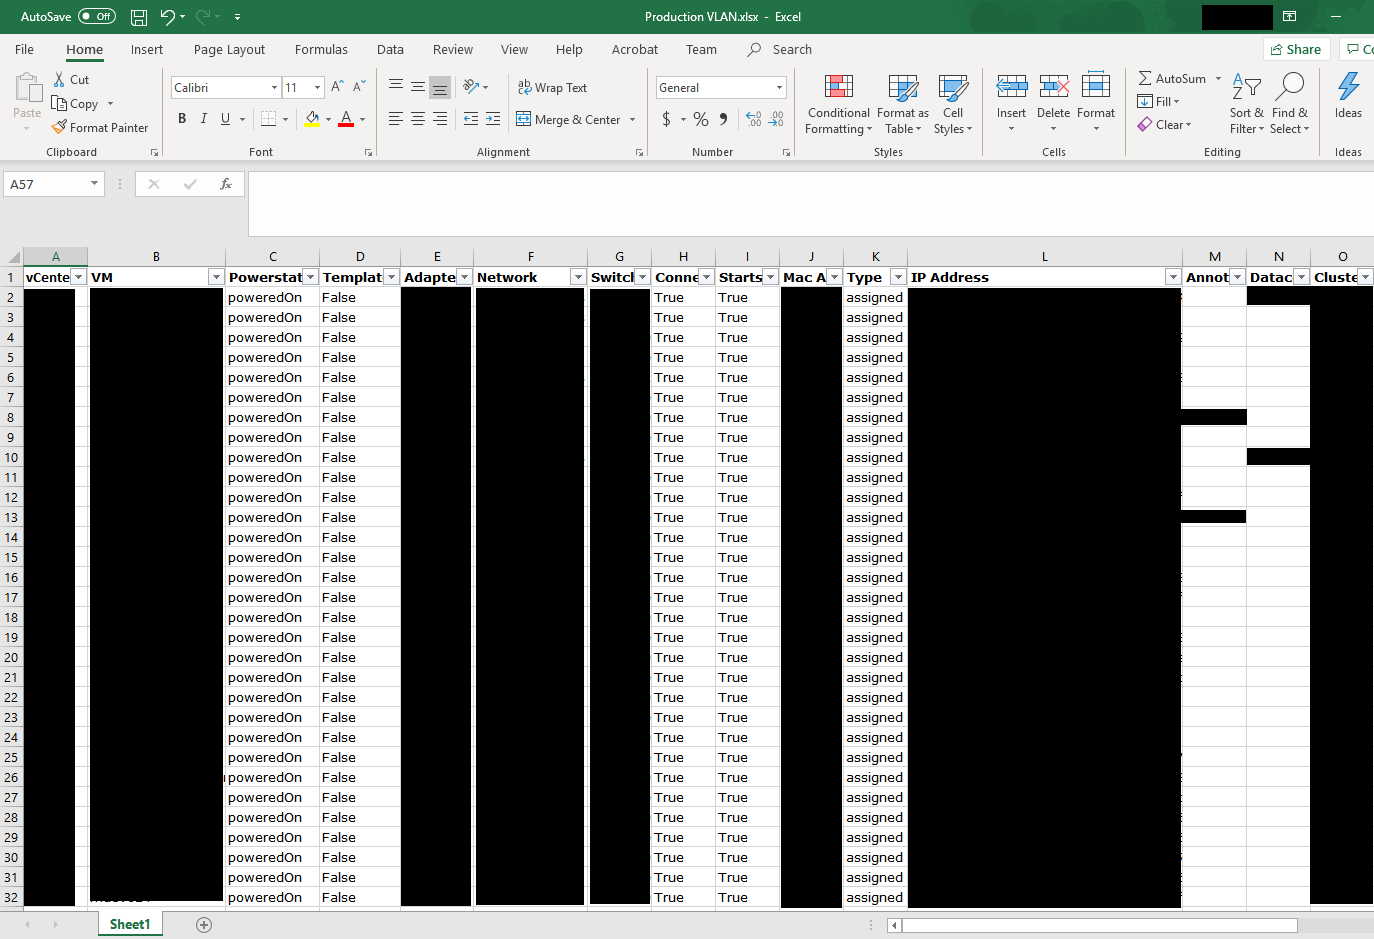 AutoSave Off Production VLAN.xlsx - Excel
File Home Insert Page Layout Formulas Data Review View Help Acrobat Team Search Share
Paste Cut Copy Format Painter Clipboard
Calibri 11 A A B I U A Font
ab Wrap Text Merge & Center Alignment
General $ % , .00 .00 Number
Conditional Formatting Format as Table Cell Styles Styles
Insert Delete Format Cells
AutoSum Fill Clear Sort & Filter Find & Select Editing
Ideas Ideas
A57 fx
A B C D E F G H I J K L M N O
1 vCente VM Powerstat Templat Adapte Network Switch Conne Starts Mac A Type IP Address Annot Datac Cluste
2 poweredOn False True True assigned
3 poweredOn False True True assigned
4 poweredOn False True True assigned
5 poweredOn False True True assigned
6 poweredOn False True True assigned
7 poweredOn False True True assigned
8 poweredOn False True True assigned
9 poweredOn False True True assigned
10 poweredOn False True True assigned
11 poweredOn False True True assigned
12 poweredOn False True True assigned
13 poweredOn False True True assigned
14 poweredOn False True True assigned
15 poweredOn False True True assigned
16 poweredOn False True True assigned
17 poweredOn False True True assigned
18 poweredOn False True True assigned
19 poweredOn False True True assigned
20 poweredOn False True True assigned
21 poweredOn False True True assigned
22 poweredOn False True True assigned
23 poweredOn False True True assigned
24 poweredOn False True True assigned
25 poweredOn False True True assigned
26 poweredOn False True True assigned
27 poweredOn False True True assigned
28 poweredOn False True True assigned
29 poweredOn False True True assigned
30 poweredOn False True True assigned
31 poweredOn False True True assigned
32 poweredOn False True True assigned
Sheet1